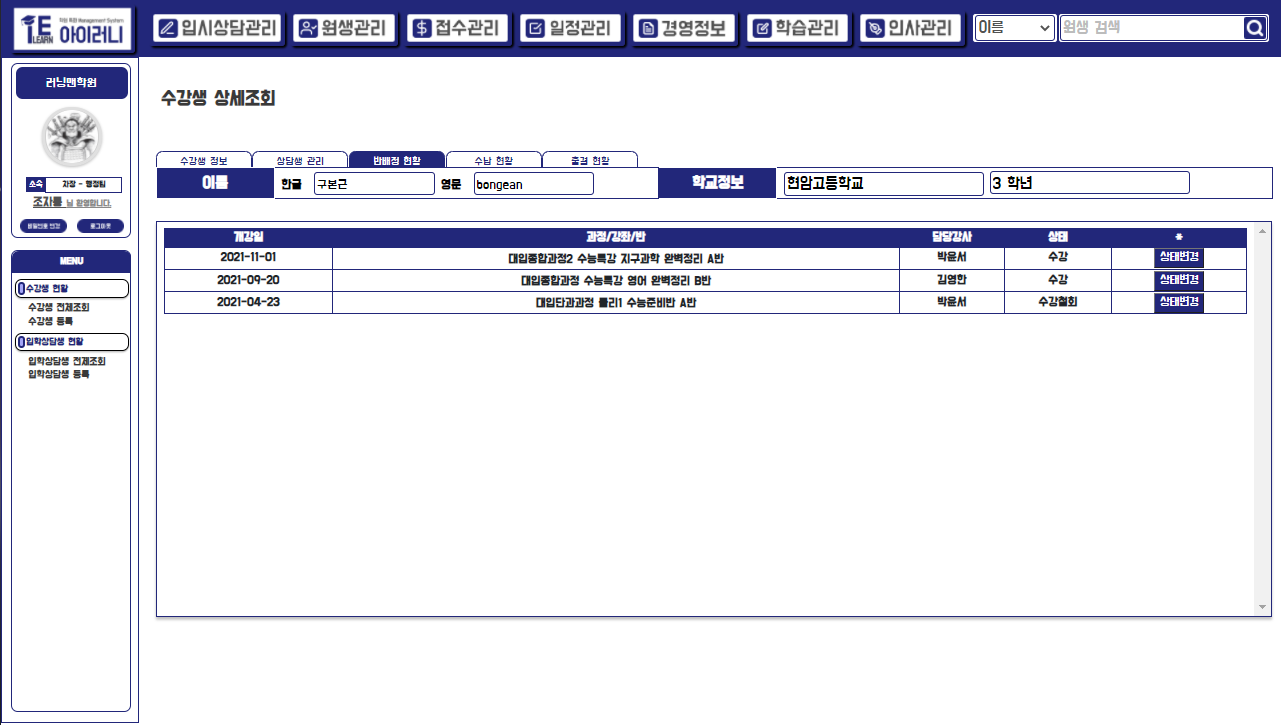 학원 학업 Management System
E LEARN 아이러니
입시상담관리 원생관리 접수관리 일정관리 경영정보 학습관리 인사관리 이름 원생 검색
러닝맨학원
소속 차장 - 행정팀
조자룡 님 환영합니다.
비밀번호 변경 로그아웃
MENU
수강생 현황
수강생 전체조회
수강생 등록
입학상담생 현황
입학상담생 전체조회
입학상담생 등록
수강생 상세조회
수강생 정보 상담생 관리 반배정 현황 수납 현황 출결 현황
이름 한글 구본근 영문 bongean 학교정보 현암고등학교 3 학년
개강일 과정/강좌/반 담당강사 상태 *
2021-11-01 대입종합과정2 수능특강 지구과학 완벽정리 A반 박윤서 수강 상태변경
2021-09-20 대입종합과정 수능특강 영어 완벽정리 B반 김영한 수강 상태변경
2021-04-23 대입단과과정 물리1 수능준비반 A반 박윤서 수강철회 상태변경